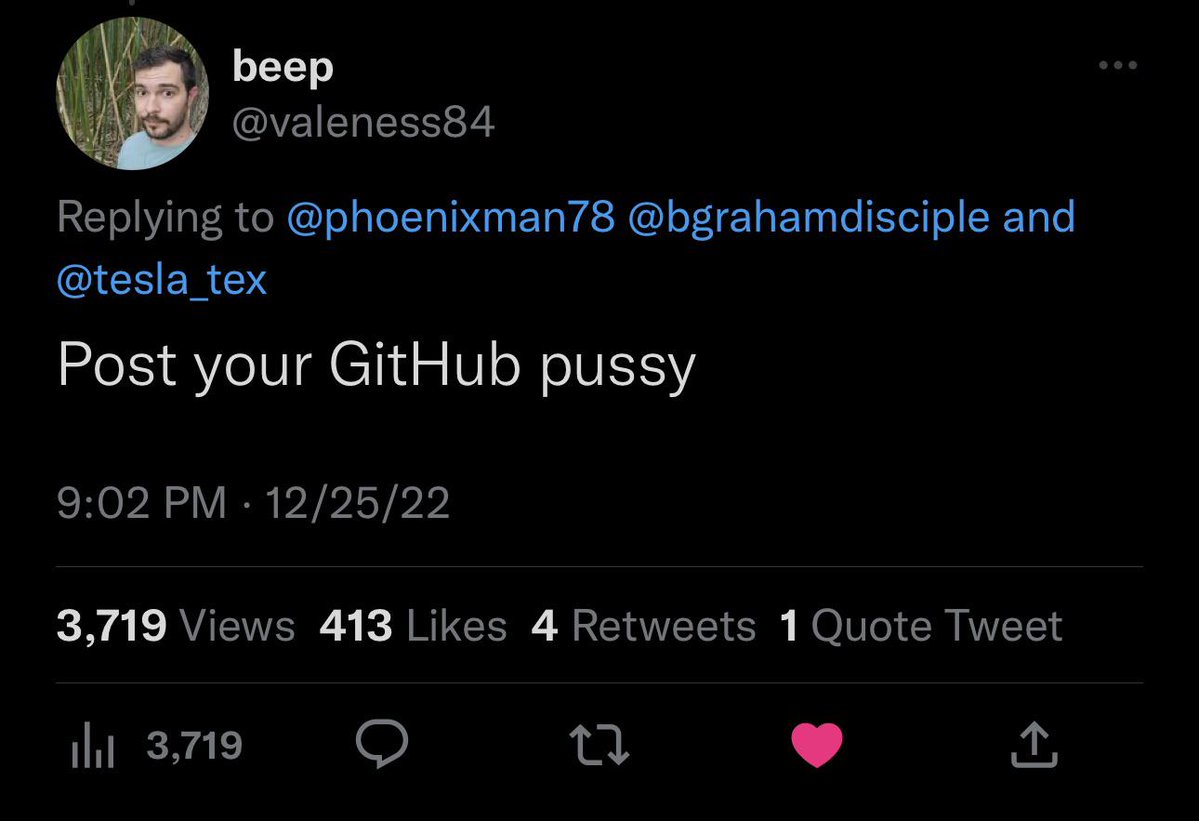 beep
@valeness84
Replying to @phoenixman78 @bgrahamdisciple and
@tesla_tex
Post your GitHub pussy
9:02 PM · 12/25/22
3,719 Views 413 Likes 4 Retweets 1 Quote Tweet
3,719